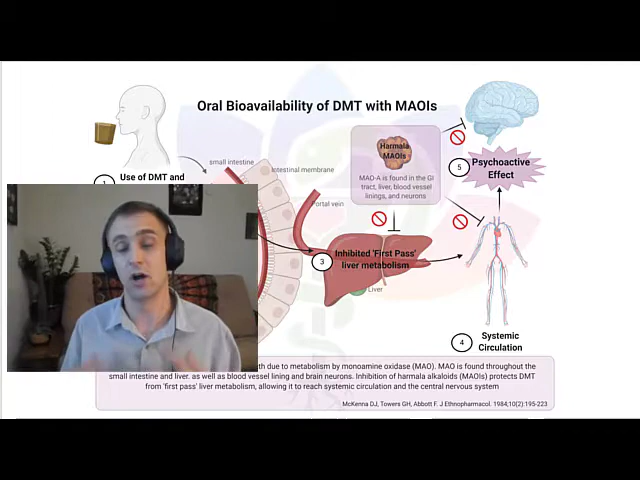 Oral Bioavailability of DMT with MAOIs
small intestine
Harmala
MAOIs
MAO-A is found in the GI
tract, liver, blood vessel
linings, and neurons
5 Psychoactive
Effect
Intestinal membrane
1 Use of DMT and
Portal vein
3 Inhibited 'First Pass'
liver metabolism
Liver
4 Systemic
Circulation
due to metabolism by monoamine oxidase (MAO). MAO is found throughout the
small intestine and liver. as well as blood vessel lining and brain neurons. Inhibition of harmala alkaloids (MAOIs) protects DMT
from 'first pass' liver metabolism, allowing it to reach systemic circulation and the central nervous system
McKenna DJ, Towers GH, Abbott F. J Ethnopharmacol. 1984;10(2):195-223